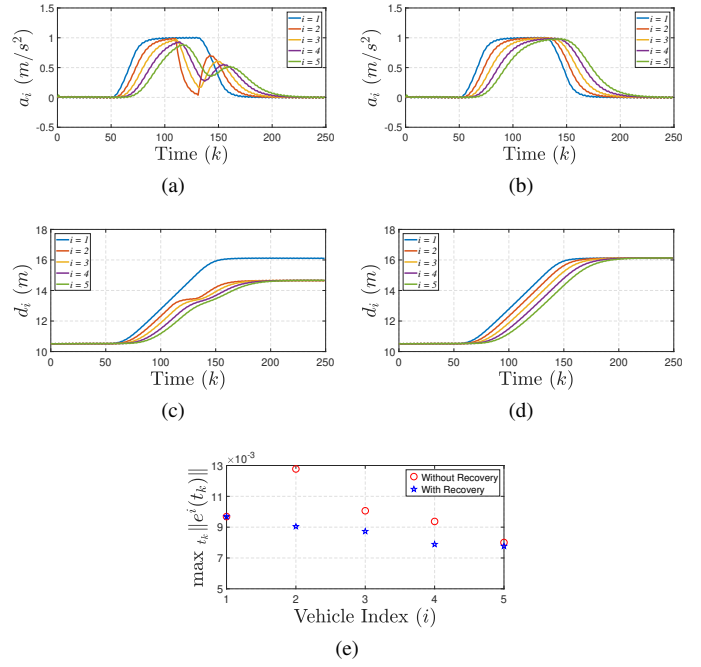 1.5
1
0.5
0
-0.5
a_i (m/s^2)
0 50 100 150 200 250
Time (k)
i = 1
i = 2
i = 3
i = 4
i = 5
(a)
1.5
1
0.5
0
-0.5
a_i (m/s^2)
0 50 100 150 200 250
Time (k)
i = 1
i = 2
i = 3
i = 4
i = 5
(b)
18
16
14
12
10
d_i (m)
0 50 100 150 200 250
Time (k)
i = 1
i = 2
i = 3
i = 4
i = 5
(c)
18
16
14
12
10
d_i (m)
0 50 100 150 200 250
Time (k)
i = 1
i = 2
i = 3
i = 4
i = 5
(d)
×10^-3
13
11
9
7
5
max_{t_k} ||e^i(t_k)||
Without Recovery
With Recovery
1 2 3 4 5
Vehicle Index (i)
(e)